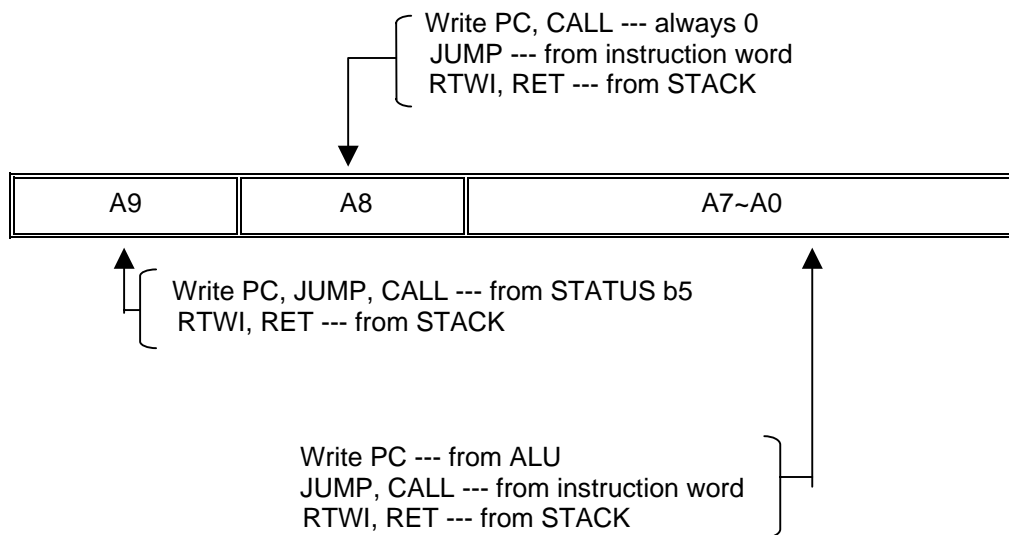 Write PC, CALL --- always 0
JUMP --- from instruction word
RTWI, RET --- from STACK
A9 A8 A7~A0
Write PC, JUMP, CALL --- from STATUS b5
RTWI, RET --- from STACK
Write PC --- from ALU
JUMP, CALL --- from instruction word
RTWI, RET --- from STACK